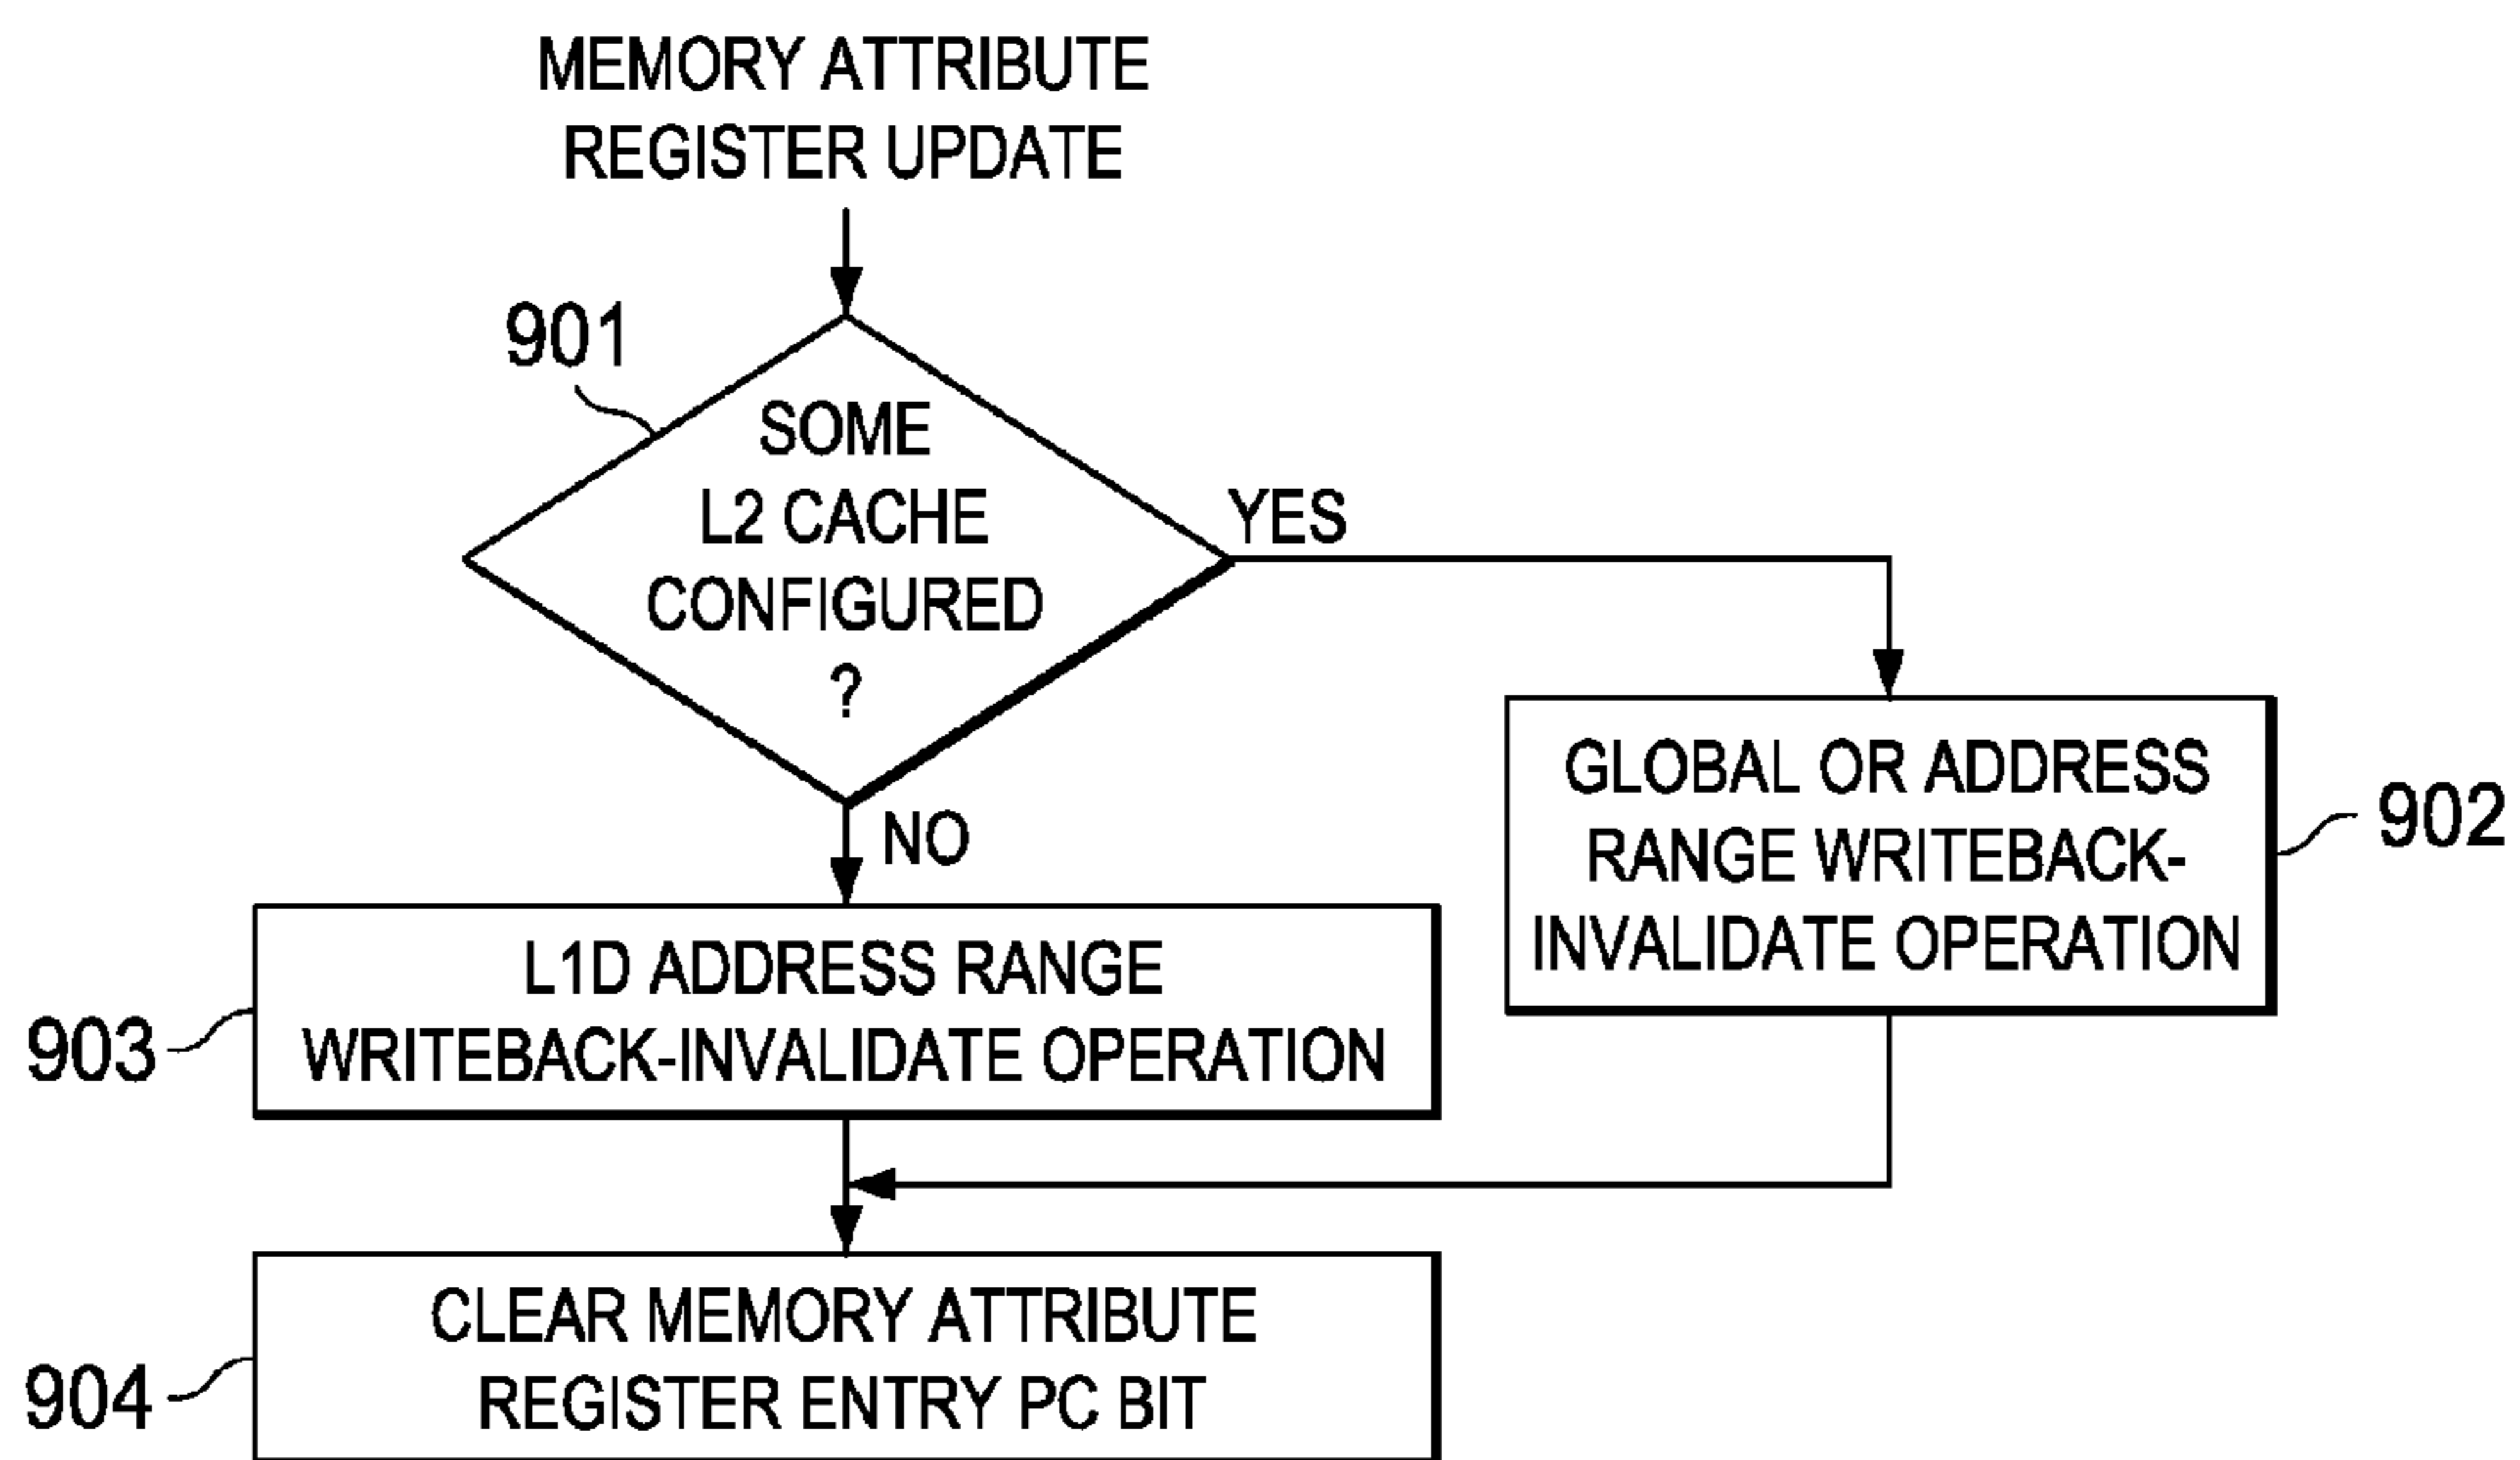 MEMORY ATTRIBUTE
REGISTER UPDATE
901
SOME
L2 CACHE
CONFIGURED
?
YES
NO
GLOBAL OR ADDRESS
RANGE WRITEBACK-
INVALIDATE OPERATION
902
L1D ADDRESS RANGE
WRITEBACK-INVALIDATE OPERATION
903
CLEAR MEMORY ATTRIBUTE
REGISTER ENTRY PC BIT
904